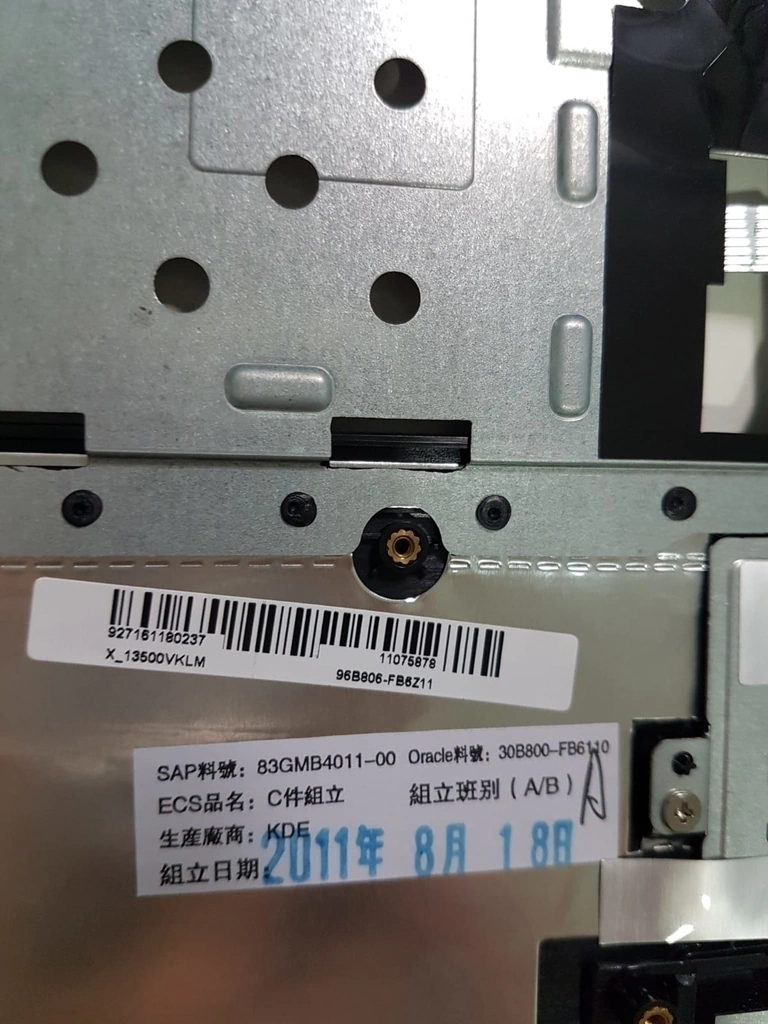 927161180237
11075878
X_13500VKLM
96B806-FB6Z11
SAP料號：83GMB4011-00 Oracle料號：30B800-FB6110
ECS品名：C件組立 組立班別（A/B） A
生產廠商：KDE
組立日期：2011年 8月 18日